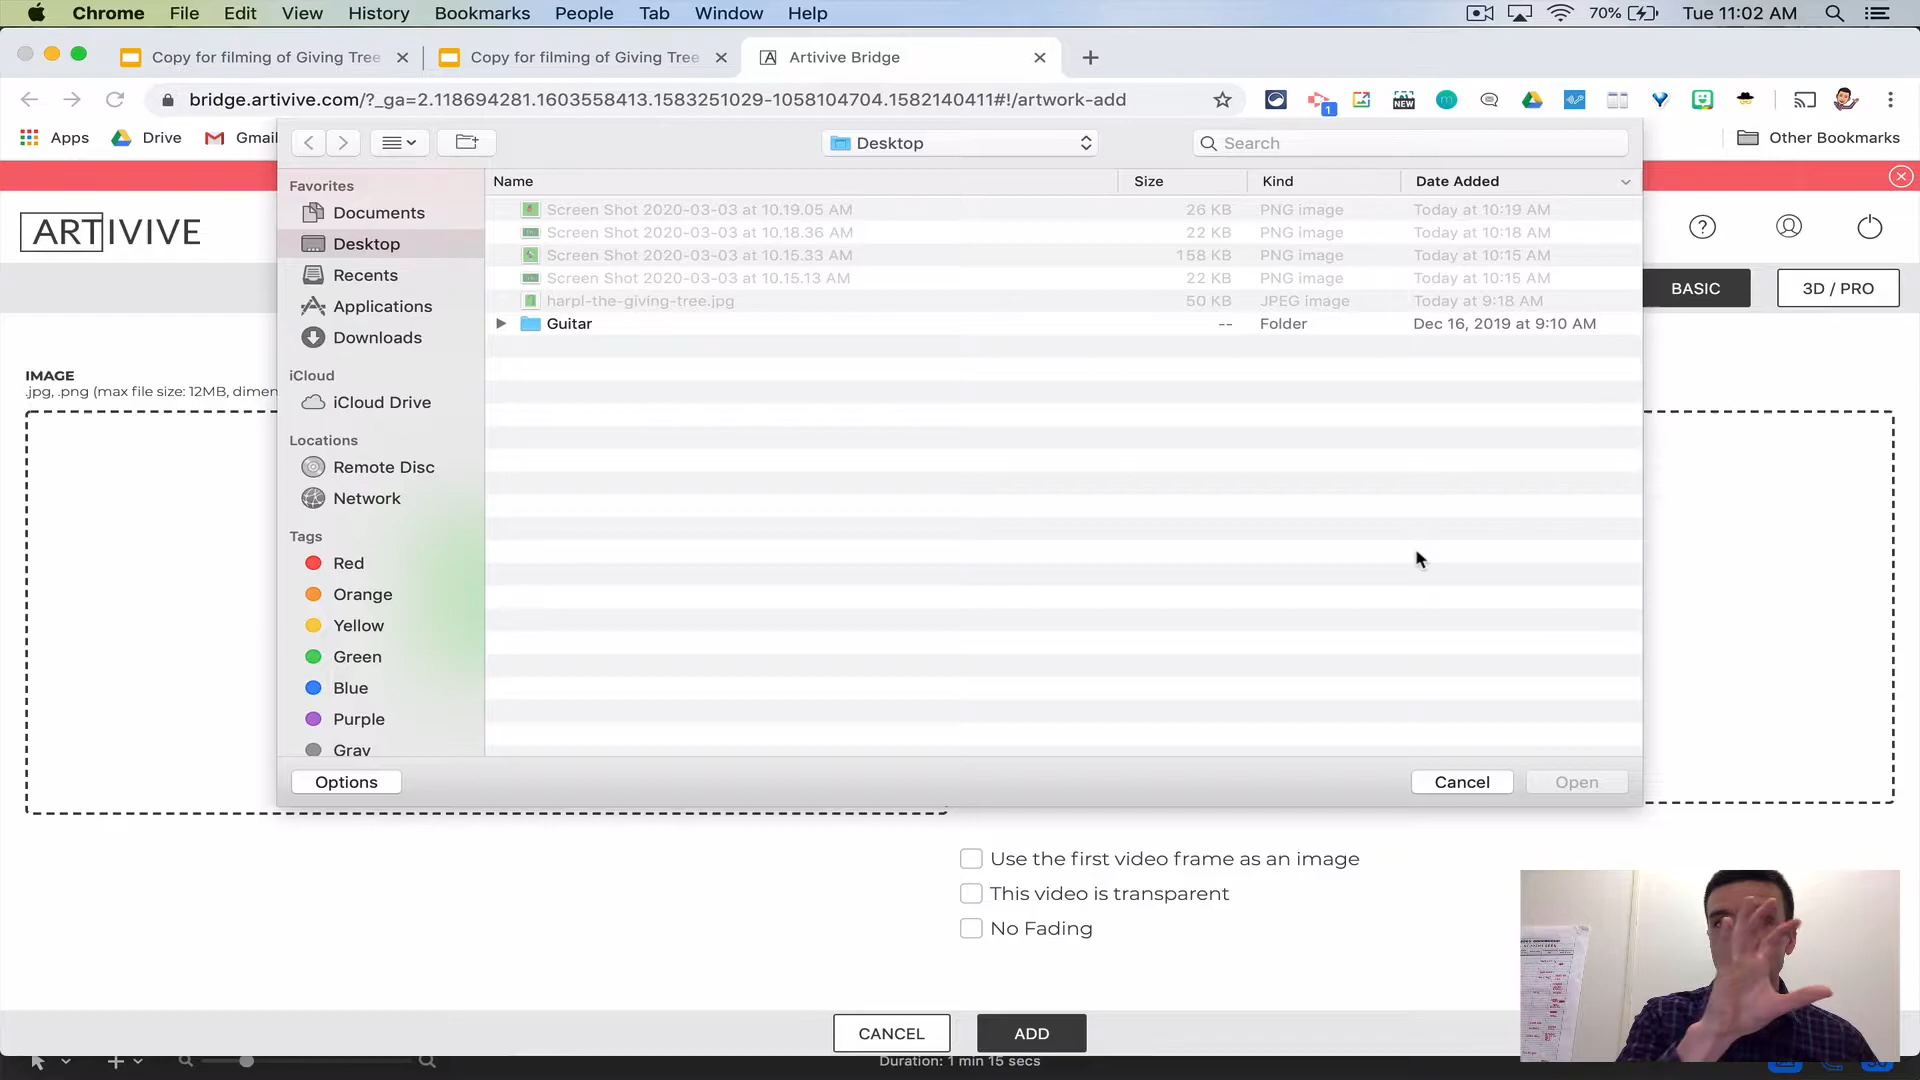 Chrome File Edit View History Bookmarks People Tab Window Help 70% Tue 11:02 AM
Copy for filming of Giving Tree Copy for filming of Giving Tree Artivive Bridge
bridge.artivive.com/?_ga=2.118694281.1603558413.1583251029-1058104704.1582140411#!/artwork-add NEW 1
Apps Drive Gmail Other Bookmarks
Desktop Search
Favorites
Documents
Desktop
Recents
Applications
Downloads
iCloud
iCloud Drive
Locations
Remote Disc
Network
Tags
Red
Orange
Yellow
Green
Blue
Purple
Gray
Name Size Kind Date Added
Screen Shot 2020-03-03 at 10.19.05 AM 26 KB PNG image Today at 10:19 AM
Screen Shot 2020-03-03 at 10.18.36 AM 22 KB PNG image Today at 10:18 AM
Screen Shot 2020-03-03 at 10.15.33 AM 158 KB PNG image Today at 10:15 AM
Screen Shot 2020-03-03 at 10.15.13 AM 22 KB PNG image Today at 10:15 AM
harpl-the-giving-tree.jpg 50 KB JPEG image Today at 9:18 AM
Guitar -- Folder Dec 16, 2019 at 9:10 AM
Options Cancel Open
ARTIVIVE
BASIC 3D / PRO
IMAGE
.jpg, .png (max file size: 12MB, dimen
Use the first video frame as an image
This video is transparent
No Fading
CANCEL ADD
Duration: 1 min 15 secs